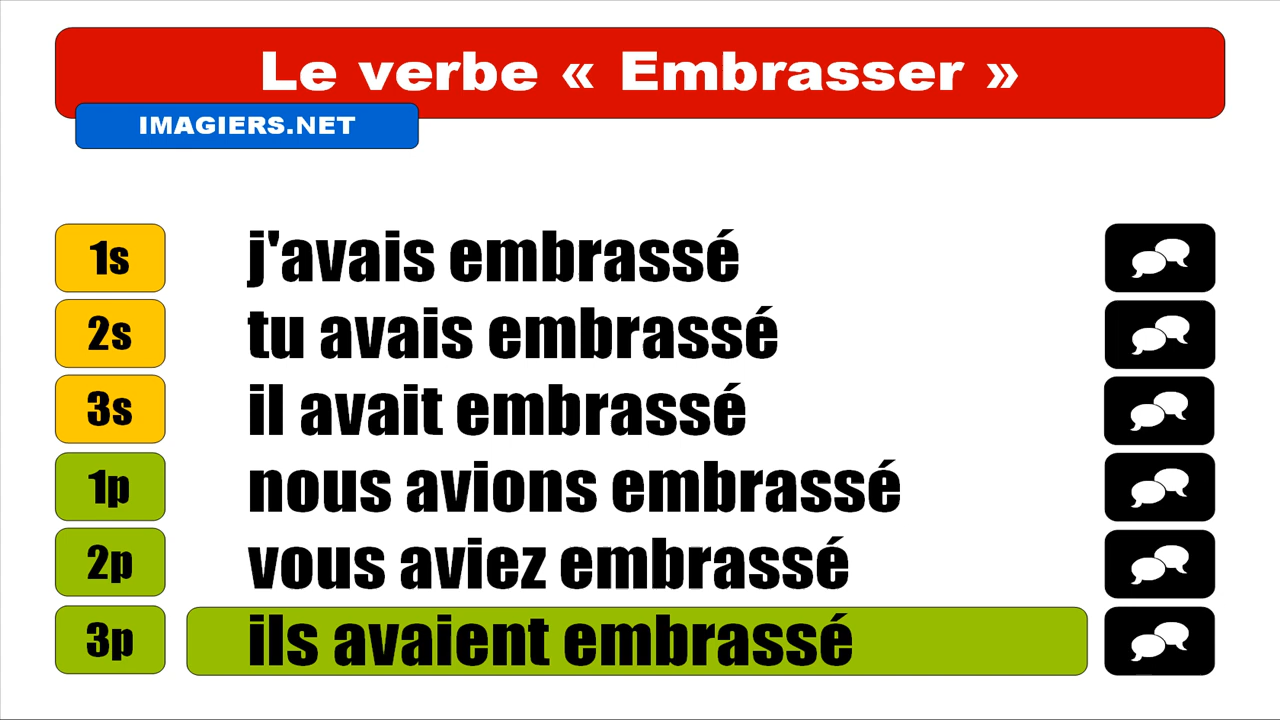 Le verbe « Embrasser »
IMAGIERS.NET
1s j'avais embrassé
2s tu avais embrassé
3s il avait embrassé
1p nous avions embrassé
2p vous aviez embrassé
3p ils avaient embrassé